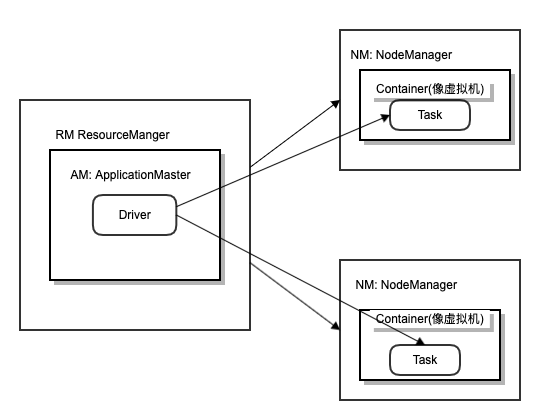 NM: NodeManager
Container(像虚拟机)
Task
RM ResourceManger
AM: ApplicationMaster
Driver
NM: NodeManager
Container(像虚拟机)
Task